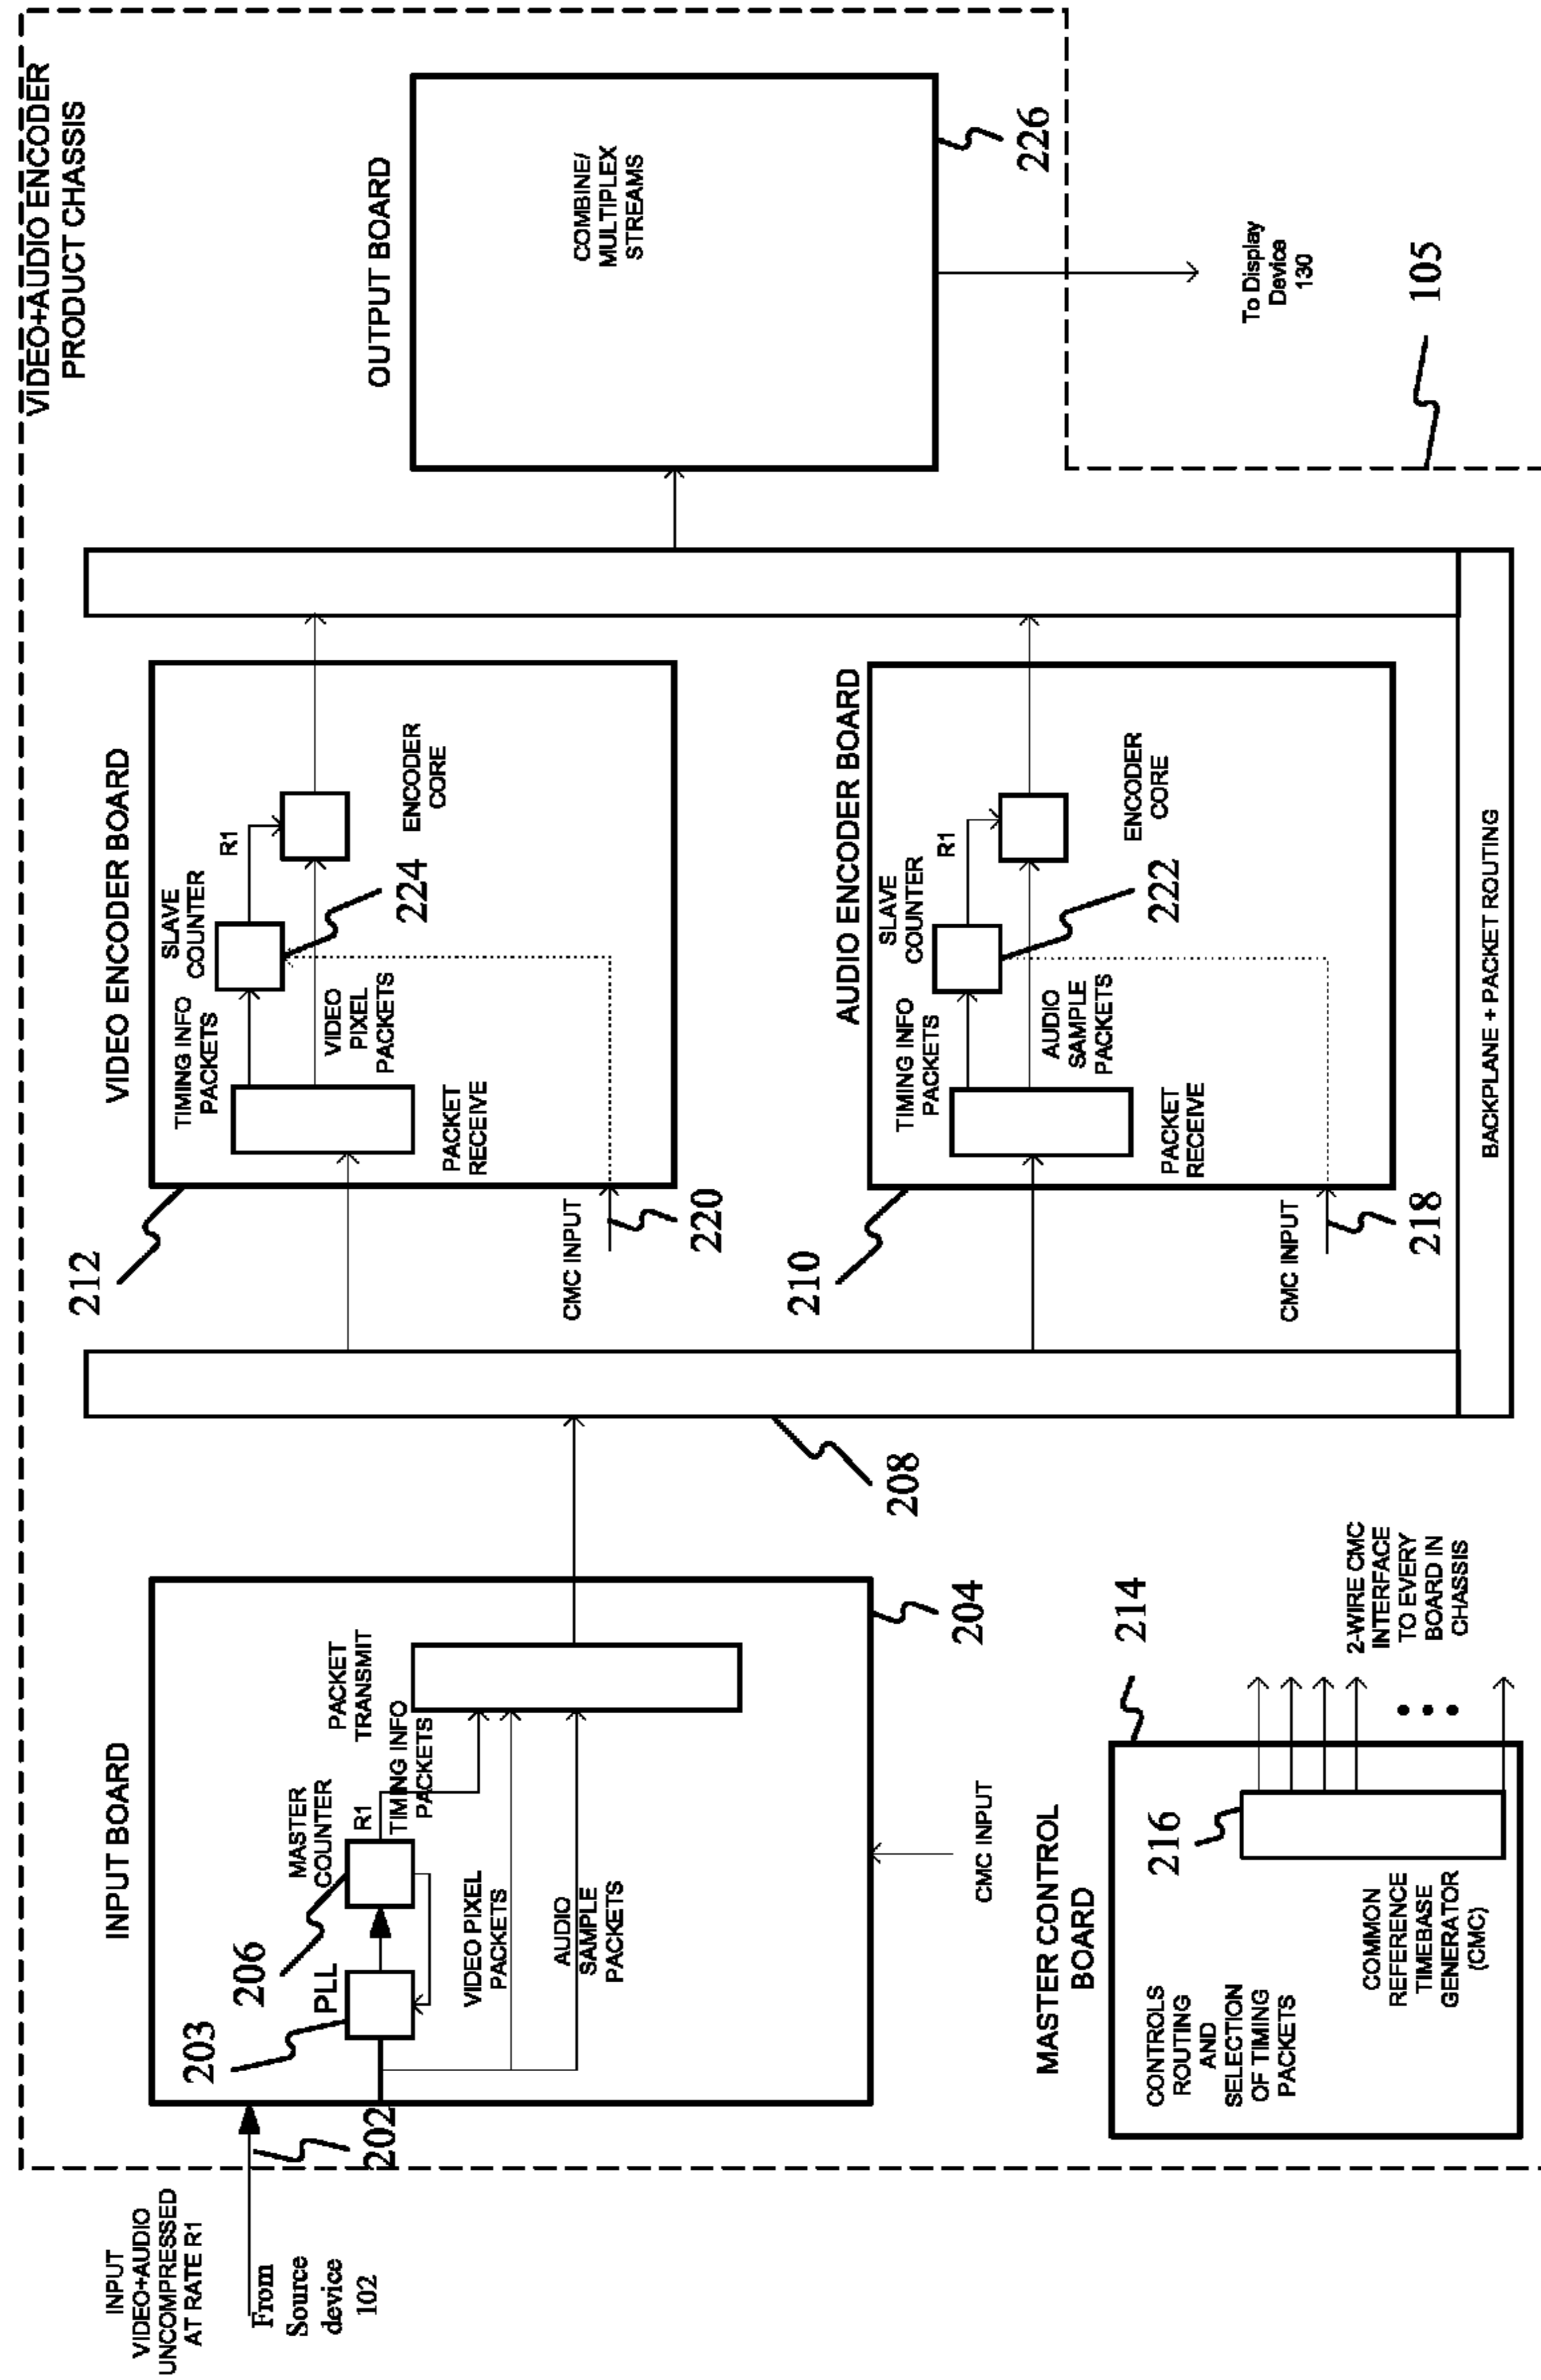 VIDEO+AUDIO ENCODER
PRODUCT CHASSIS
INPUT
VIDEO+AUDIO
UNCOMPRESSED
AT RATE R1
From
Source
device
102
202
INPUT BOARD
203
PLL
206
MASTER
COUNTER
R1
TIMING INFO
PACKETS
PACKET
TRANSMIT
VIDEO PIXEL
PACKETS
AUDIO
SAMPLE
PACKETS
204
CMC INPUT
MASTER CONTROL
BOARD
214
CONTROLS
ROUTING
AND
SELECTION
OF TIMING
PACKETS
216
COMMON
REFERENCE
TIMEBASE
GENERATOR
(CMC)
2-WIRE CMC
INTERFACE
TO EVERY
BOARD IN
CHASSIS
208
212
VIDEO ENCODER BOARD
TIMING INFO
PACKETS
SLAVE
COUNTER
R1
VIDEO
PIXEL
PACKETS
224
ENCODER
CORE
PACKET
RECEIVE
CMC INPUT
220
210
AUDIO ENCODER BOARD
TIMING INFO
PACKETS
SLAVE
COUNTER
R1
AUDIO
SAMPLE
PACKETS
222
ENCODER
CORE
PACKET
RECEIVE
CMC INPUT
218
BACKPLANE + PACKET ROUTING
OUTPUT BOARD
COMBINE/
MULTIPLEX
STREAMS
226
To Display
Device
130
105